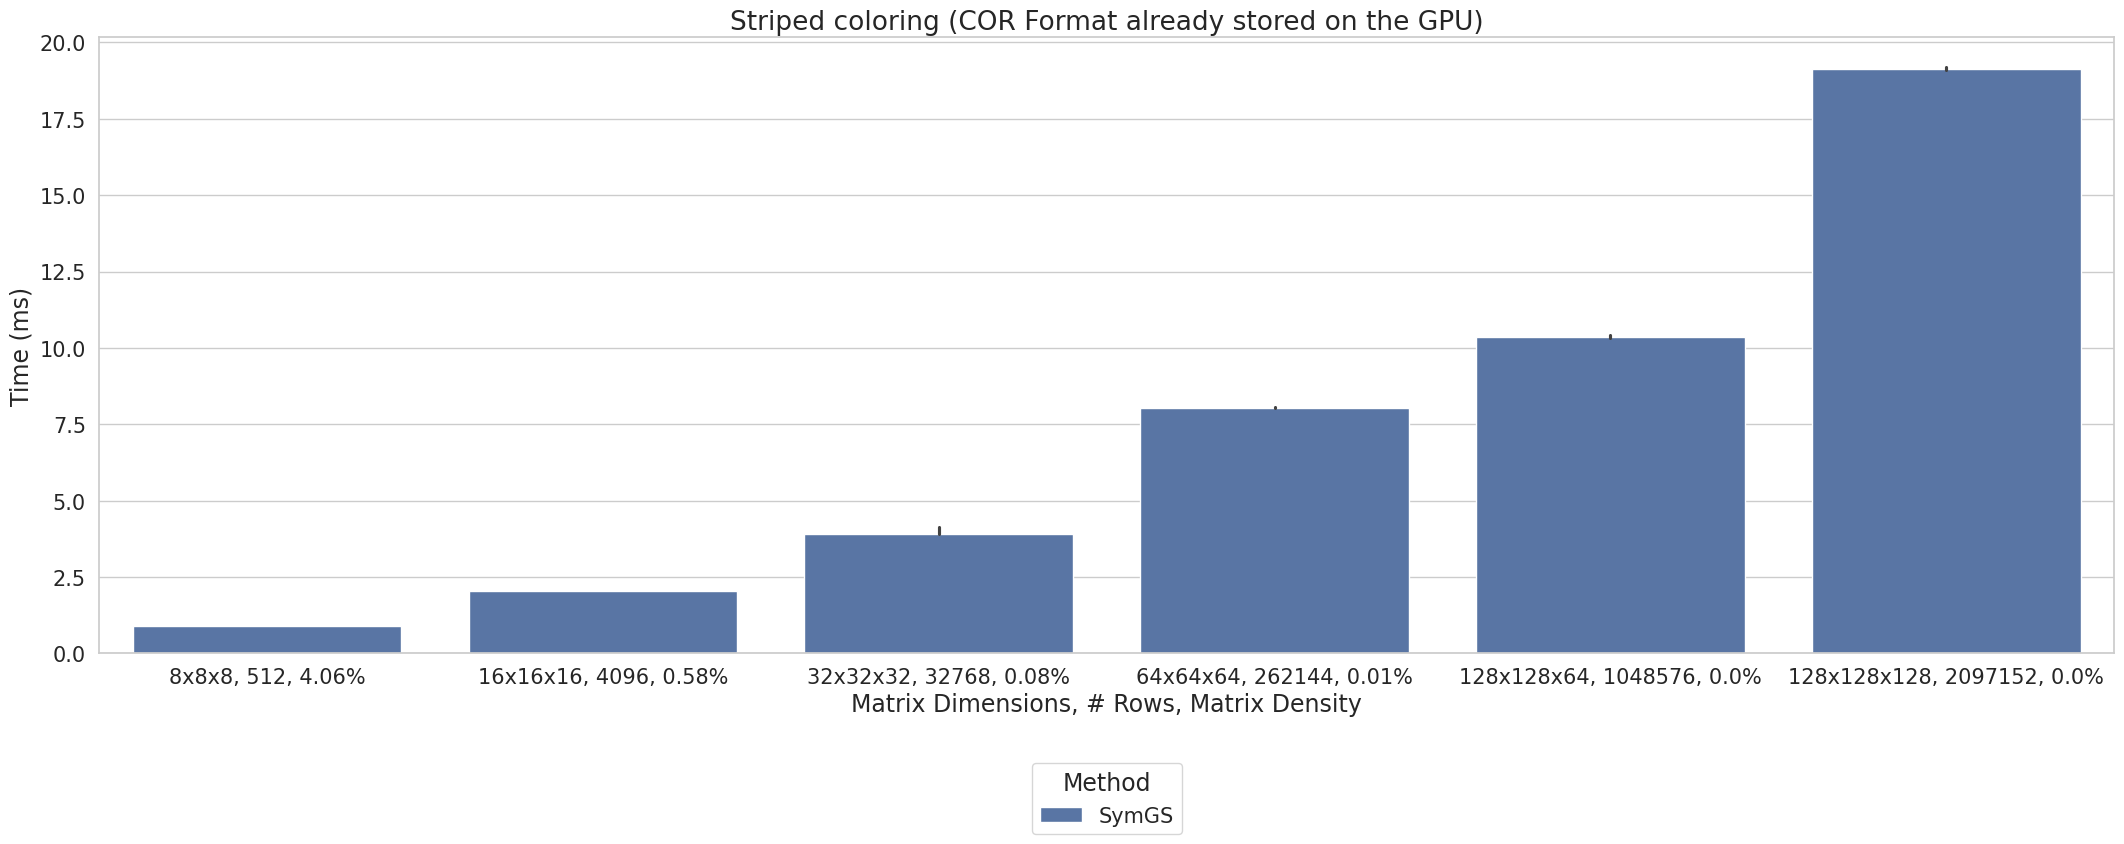 Striped coloring (COR Format already stored on the GPU)
20.0
17.5
15.0
12.5
10.0
7.5
5.0
2.5
0.0
Time (ms)
8x8x8, 512, 4.06%
16x16x16, 4096, 0.58%
32x32x32, 32768, 0.08%
64x64x64, 262144, 0.01%
128x128x64, 1048576, 0.0%
128x128x128, 2097152, 0.0%
Matrix Dimensions, # Rows, Matrix Density
Method
SymGS